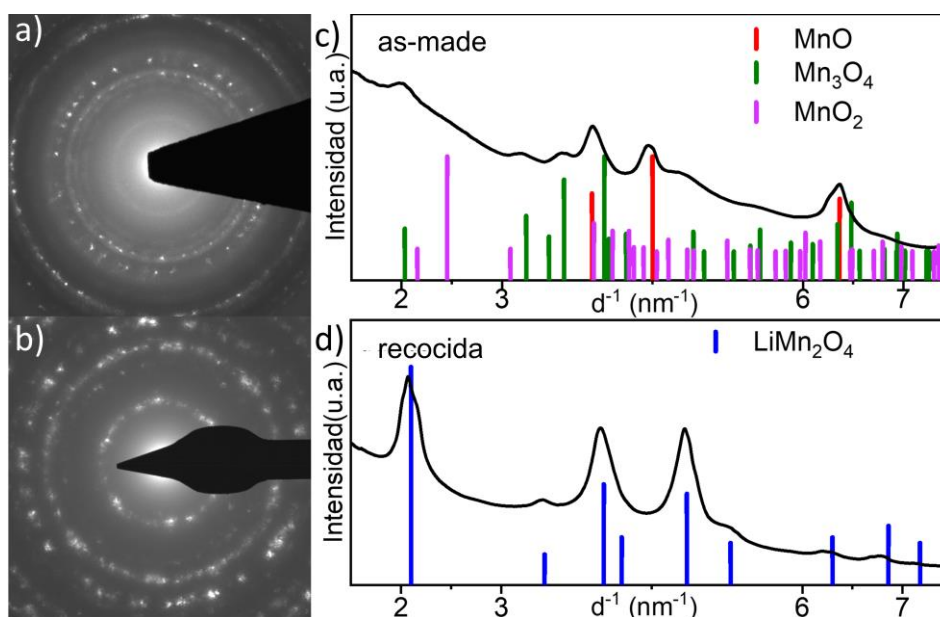 a)
c)
as-made
MnO
Mn₃O₄
MnO₂
Intensidad (u.a.)
2 3 6 7
d⁻¹ (nm⁻¹)
b)
d)
recocida
LiMn₂O₄
Intensidad(u.a.)
2 3 6 7
d⁻¹ (nm⁻¹)